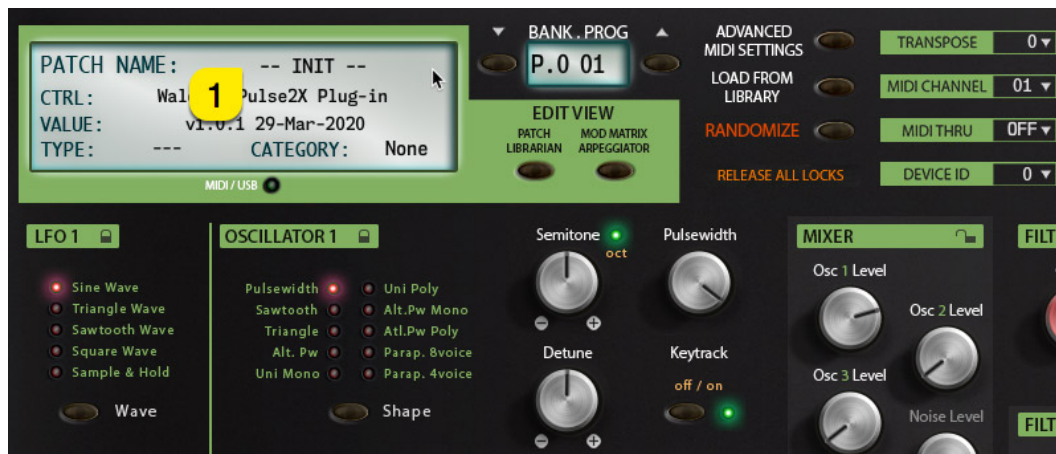 PATCH NAME: -- INIT --
CTRL: Pulse2X Plug-in
VALUE: v1.0.1 29-Mar-2020
TYPE: --- CATEGORY: None
1
MIDI / USB
▼ BANK . PROG ▲
P.0 01
EDIT VIEW
PATCH LIBRARIAN
MOD MATRIX ARPEGGIATOR
ADVANCED
MIDI SETTINGS
LOAD FROM
LIBRARY
RANDOMIZE
RELEASE ALL LOCKS
TRANSPOSE 0 ▼
MIDI CHANNEL 01 ▼
MIDI THRU OFF ▼
DEVICE ID 0 ▼
LFO 1
Sine Wave
Triangle Wave
Sawtooth Wave
Square Wave
Sample & Hold
Wave
OSCILLATOR 1
Pulsewidth Uni Poly
Sawtooth Alt.Pw Mono
Triangle Atl.Pw Poly
Alt. Pw Parap. 8voice
Uni Mono Parap. 4voice
Shape
Semitone
oct
Pulsewidth
Detune
Keytrack
off / on
MIXER
Osc 1 Level
Osc 2 Level
Osc 3 Level
Noise Level
FILT
FILT